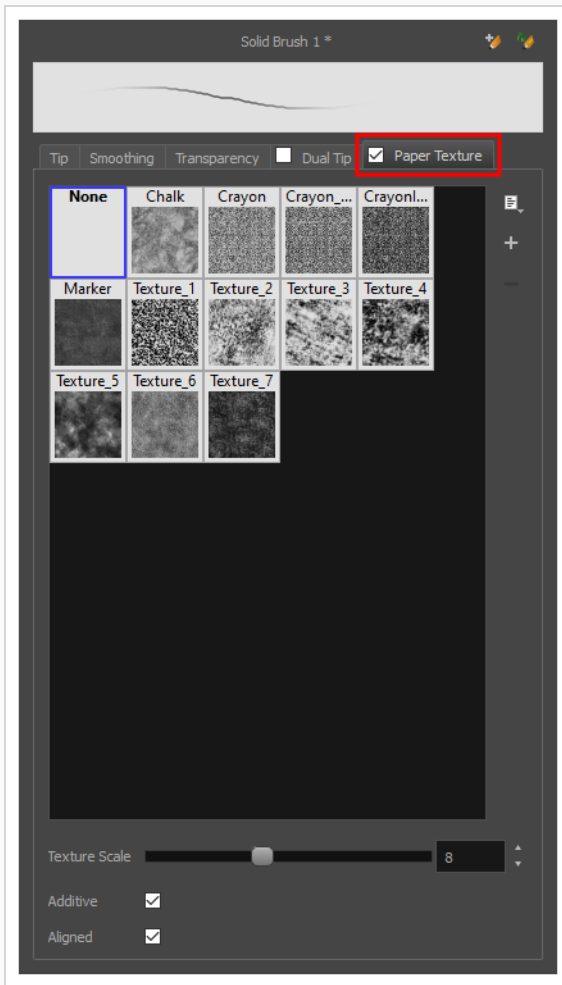 Solid Brush 1 *
Tip Smoothing Transparency Dual Tip Paper Texture
None Chalk Crayon Crayon_... Crayonl...
Marker Texture_1 Texture_2 Texture_3 Texture_4
Texture_5 Texture_6 Texture_7
Texture Scale 8
Additive
Aligned